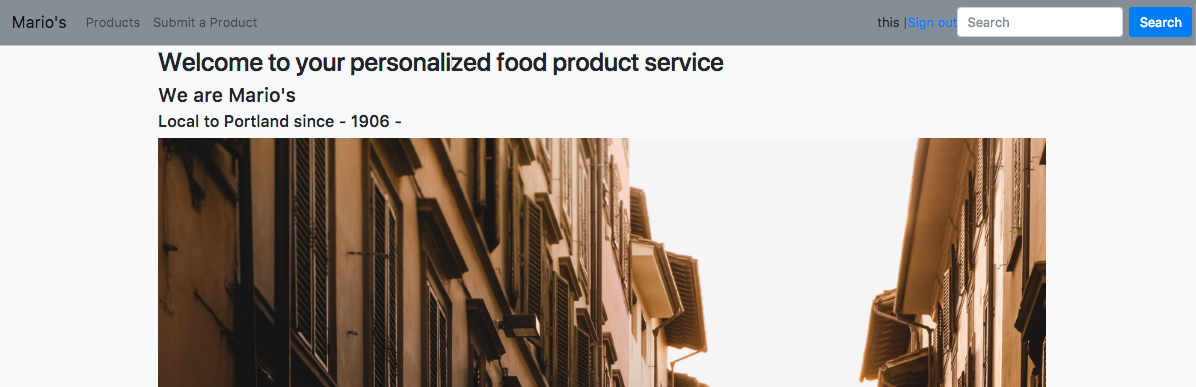 Mario's Products Submit a Product this |Sign out Search Search
Welcome to your personalized food product service
We are Mario's
Local to Portland since - 1906 -